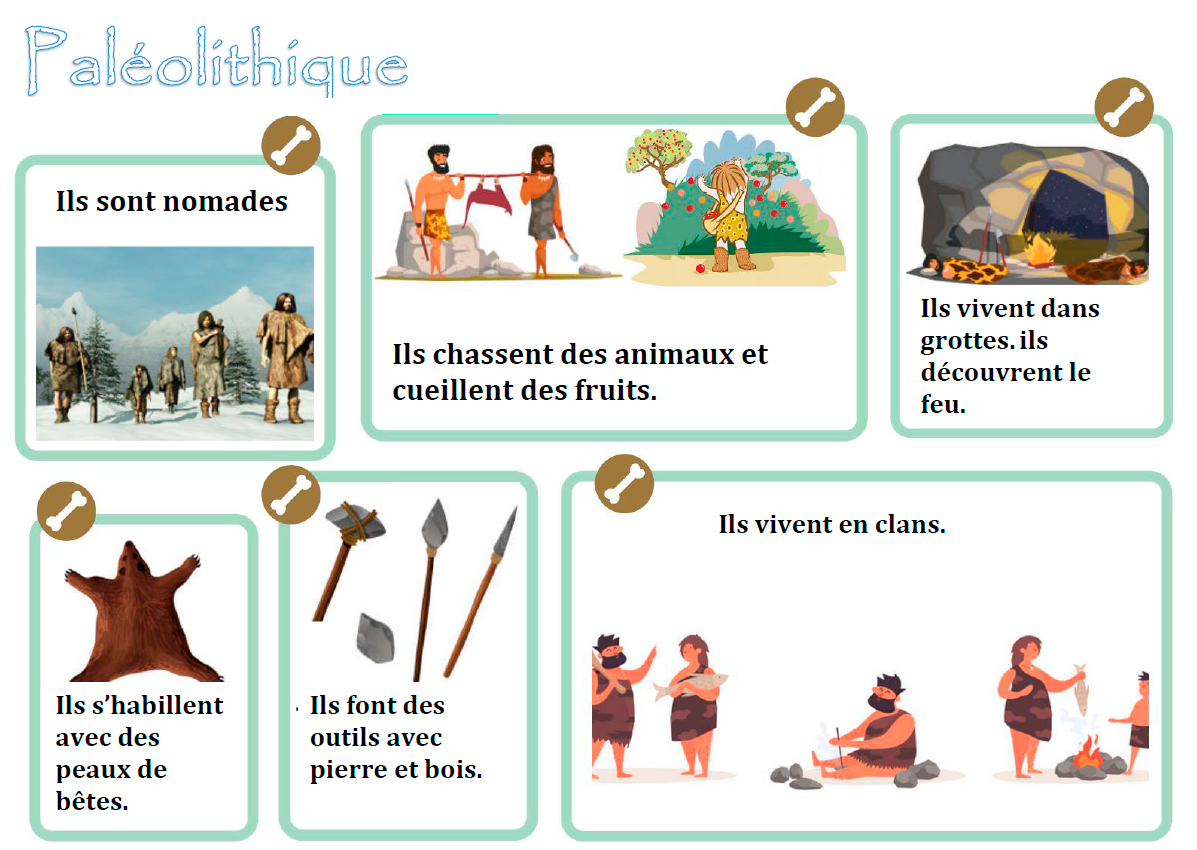 Paléolithique
Ils sont nomades
Ils chassent des animaux et
cueillent des fruits.
Ils vivent dans
grottes. ils
découvrent le
feu.
Ils s’habillent
avec des
peaux de
bêtes.
. Ils font des
outils avec
pierre et bois.
Ils vivent en clans.